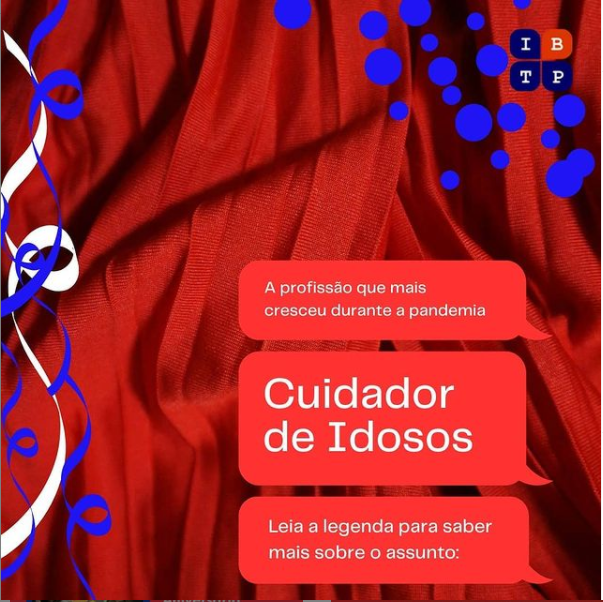 I B
T P
A profissão que mais
cresceu durante a pandemia
Cuidador
de Idosos
Leia a legenda para saber
mais sobre o assunto: